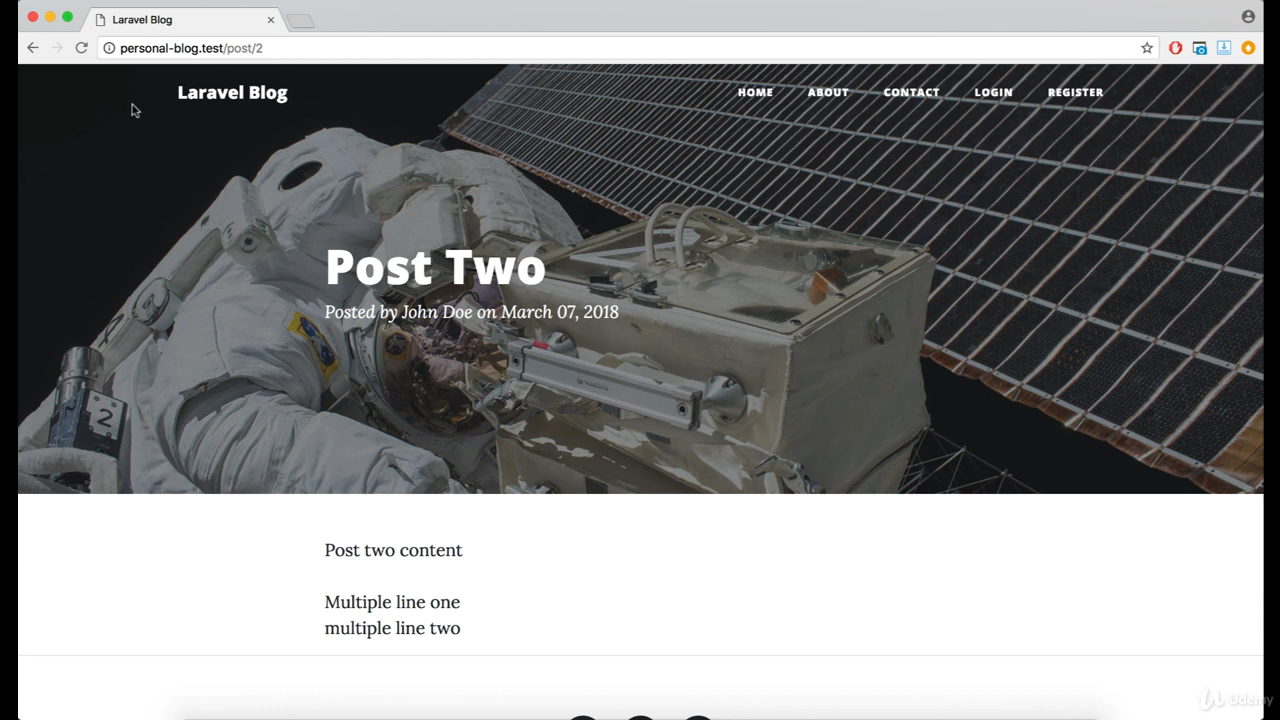 Laravel Blog
personal-blog.test/post/2
Laravel Blog
HOME ABOUT CONTACT LOGIN REGISTER
Post Two
Posted by John Doe on March 07, 2018
2
Post two content
Multiple line one
multiple line two
Udemy